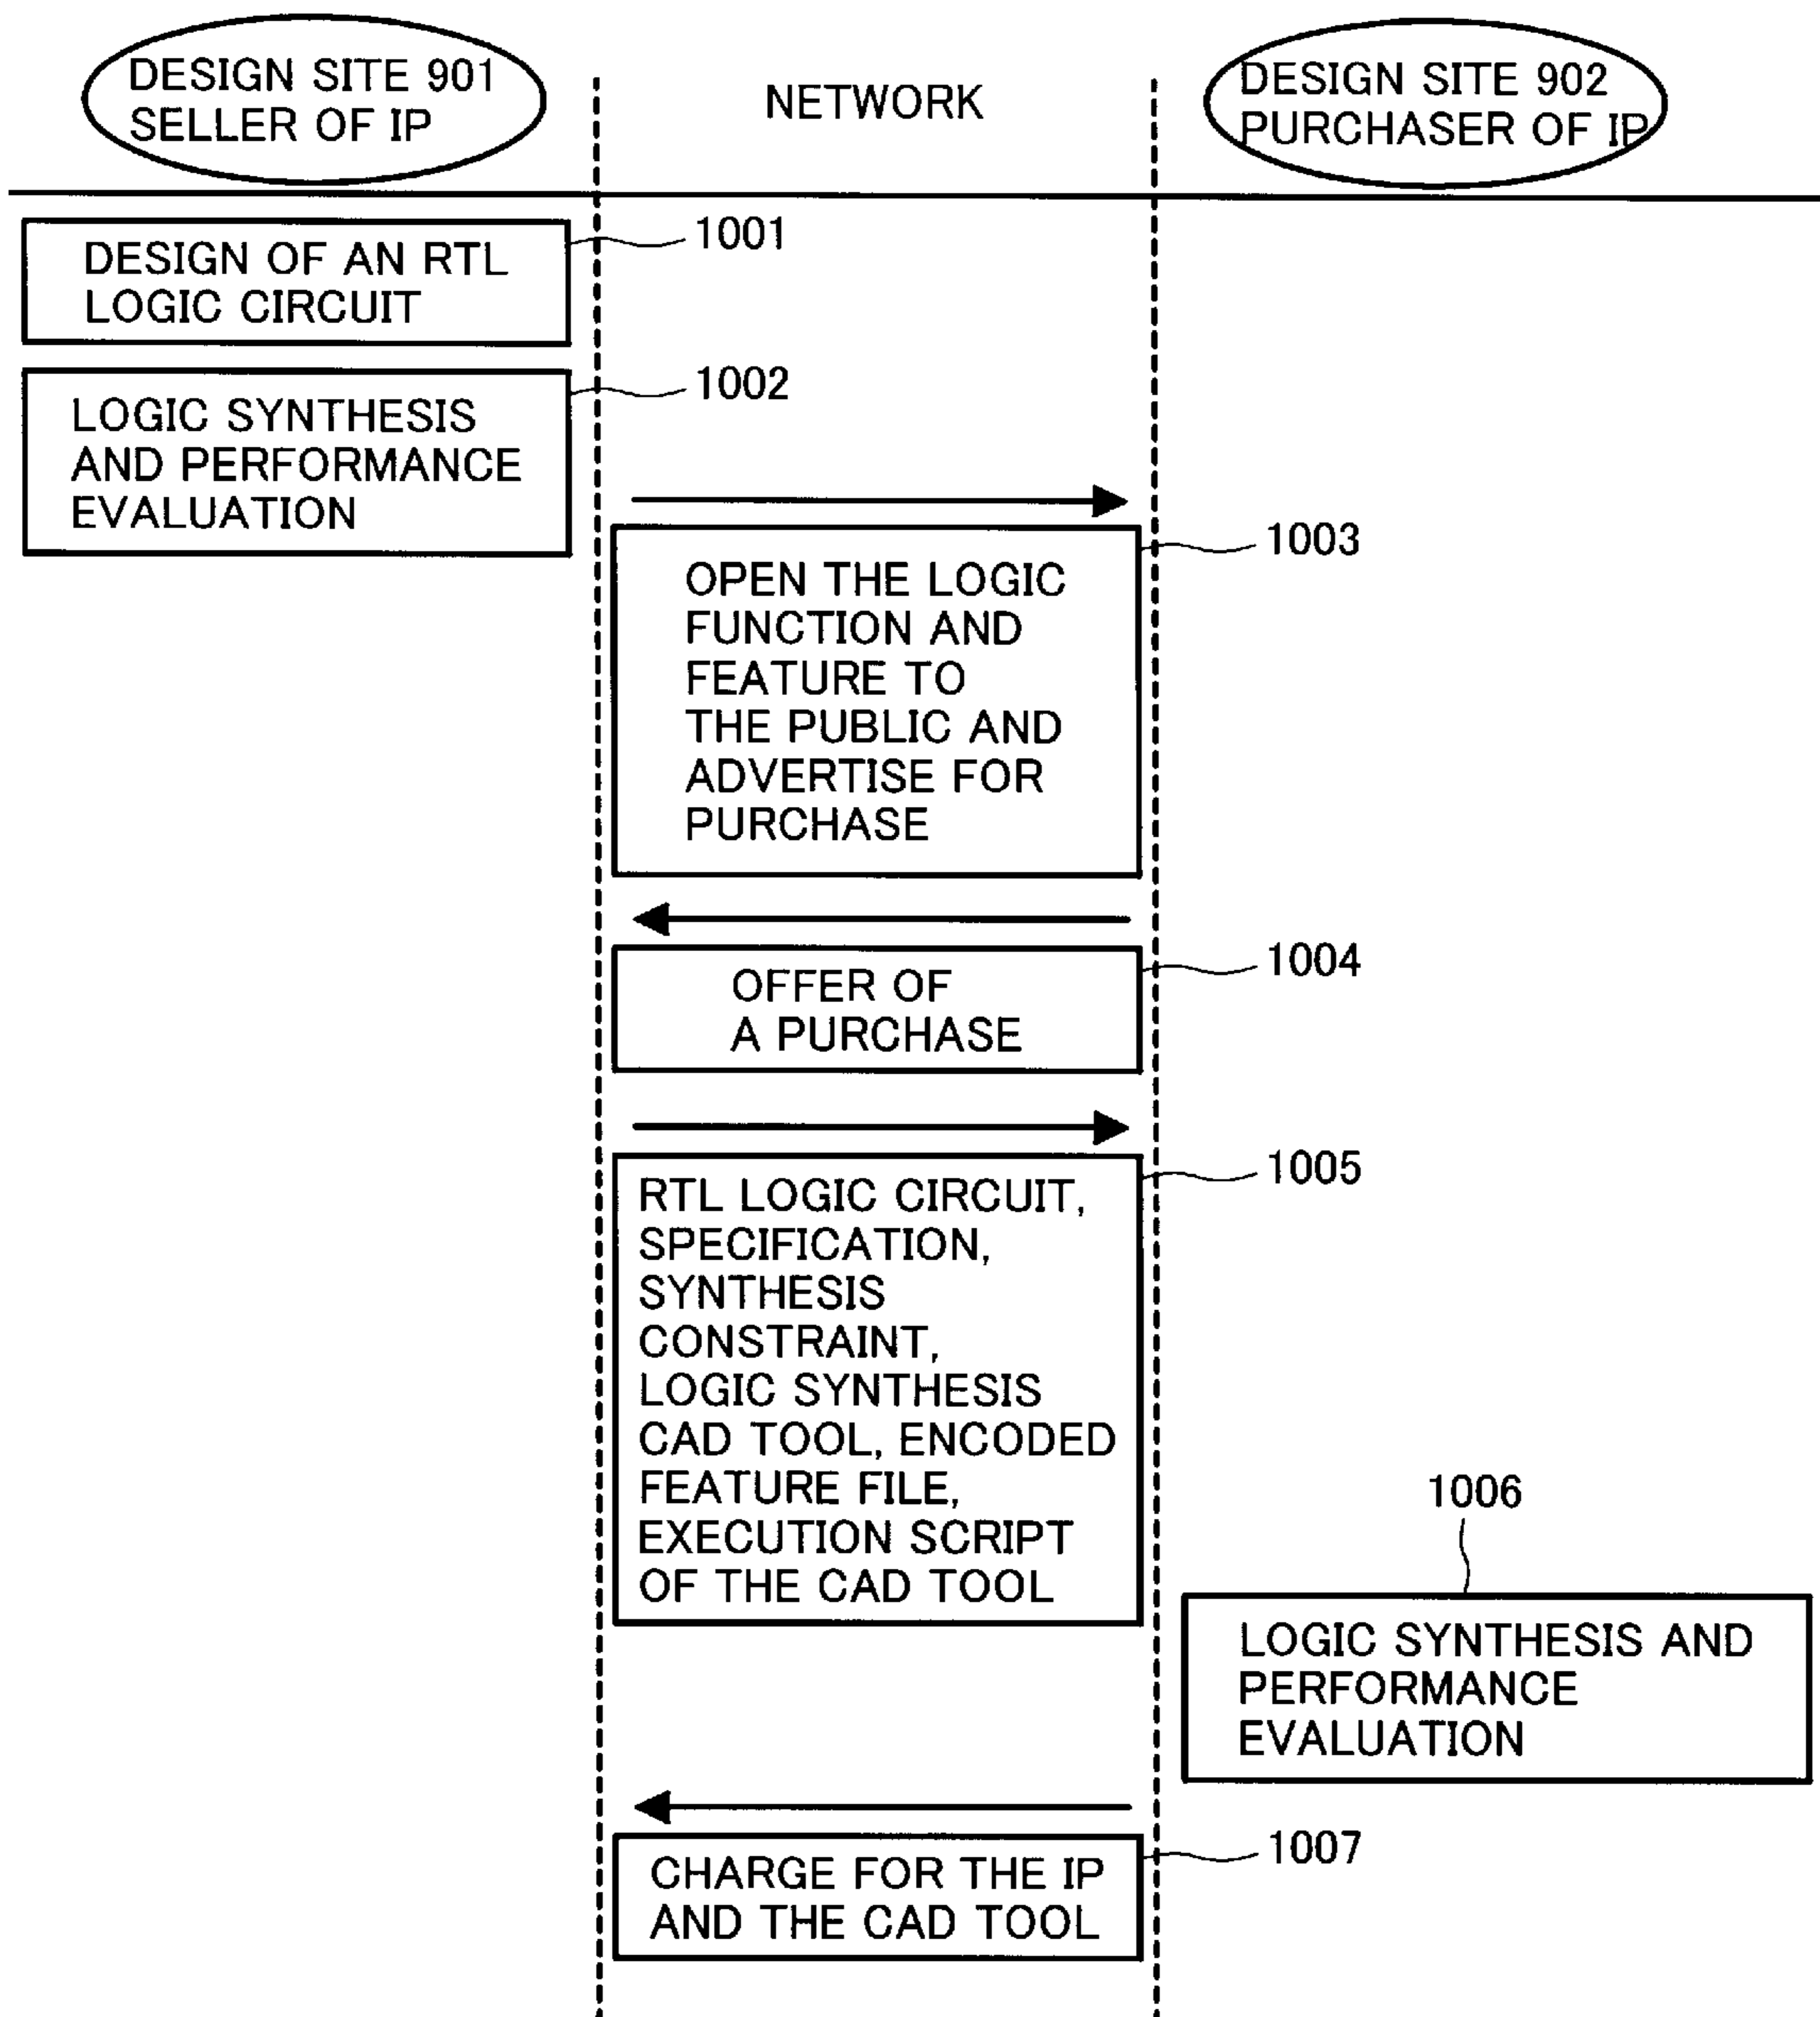 DESIGN SITE 901
SELLER OF IP
NETWORK
DESIGN SITE 902
PURCHASER OF IP
1001
DESIGN OF AN RTL
LOGIC CIRCUIT
1002
LOGIC SYNTHESIS
AND PERFORMANCE
EVALUATION
1003
OPEN THE LOGIC
FUNCTION AND
FEATURE TO
THE PUBLIC AND
ADVERTISE FOR
PURCHASE
1004
OFFER OF
A PURCHASE
1005
RTL LOGIC CIRCUIT,
SPECIFICATION,
SYNTHESIS
CONSTRAINT,
LOGIC SYNTHESIS
CAD TOOL, ENCODED
FEATURE FILE,
EXECUTION SCRIPT
OF THE CAD TOOL
1006
LOGIC SYNTHESIS AND
PERFORMANCE
EVALUATION
1007
CHARGE FOR THE IP
AND THE CAD TOOL